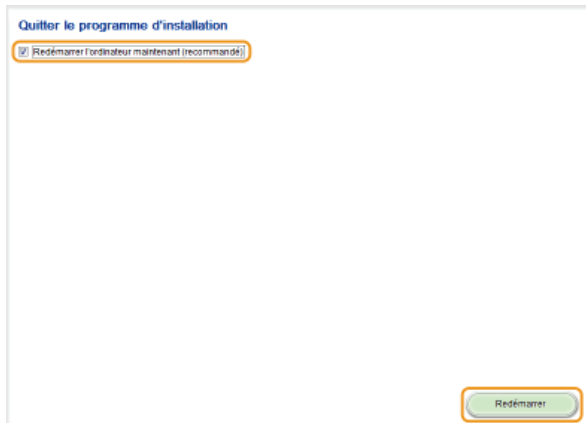 Quitter le programme d'installation
Redémarrer l'ordinateur maintenant (recommandé)
Redémarrer